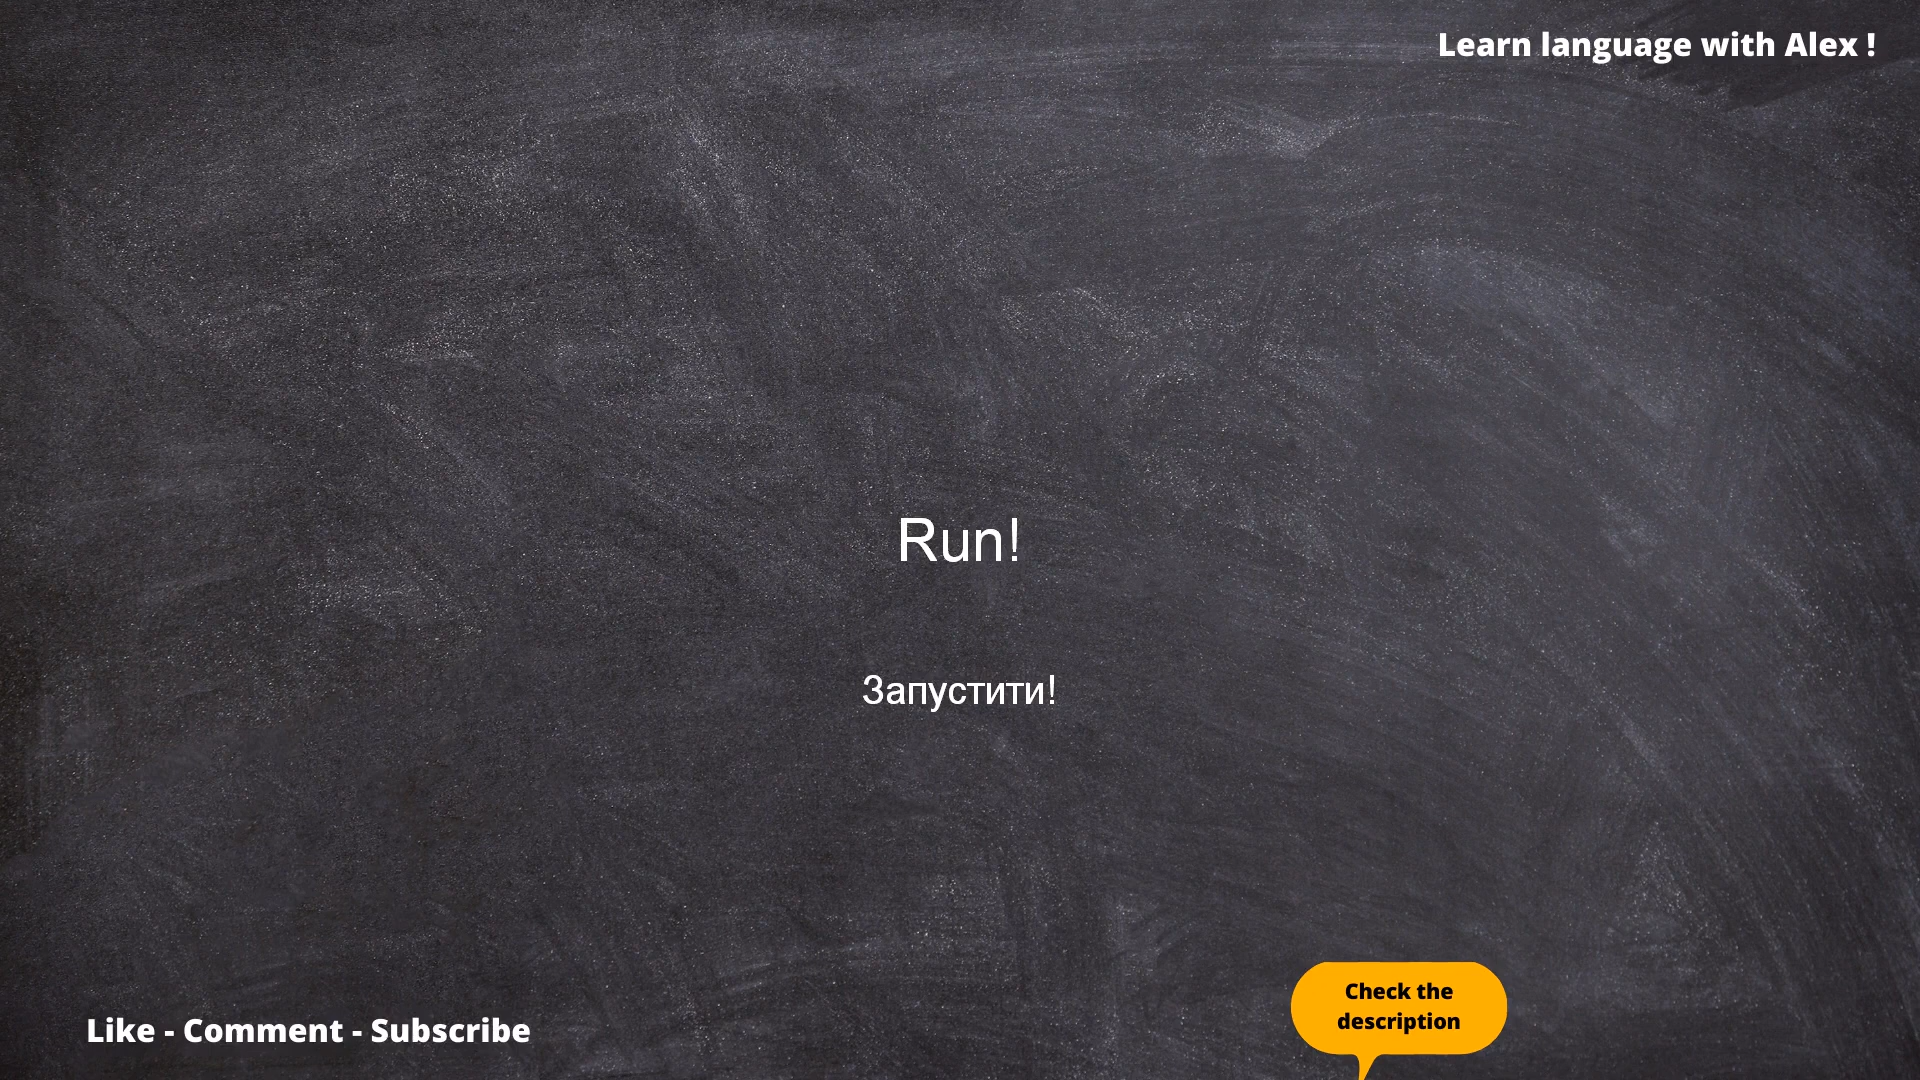 Learn language with Alex !
Run!
Запустити!
Check the
description
Like - Comment - Subscribe